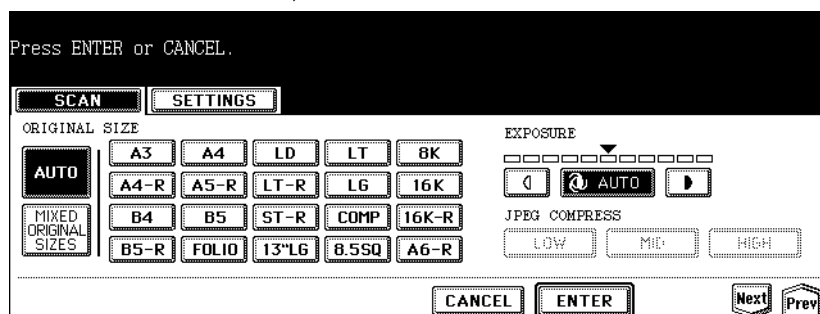 Press ENTER or CANCEL.
SCAN SETTINGS
ORIGINAL SIZE
EXPOSURE
AUTO
A3 A4 LD LT 8K
A4-R A5-R LT-R LG 16K
AUTO
MIXED
ORIGINAL
SIZES
B4 B5 ST-R COMP 16K-R
B5-R FOLIO 13"LG 8.5SQ A6-R
JPEG COMPRESS
LOW MID HIGH
CANCEL ENTER Next Prev